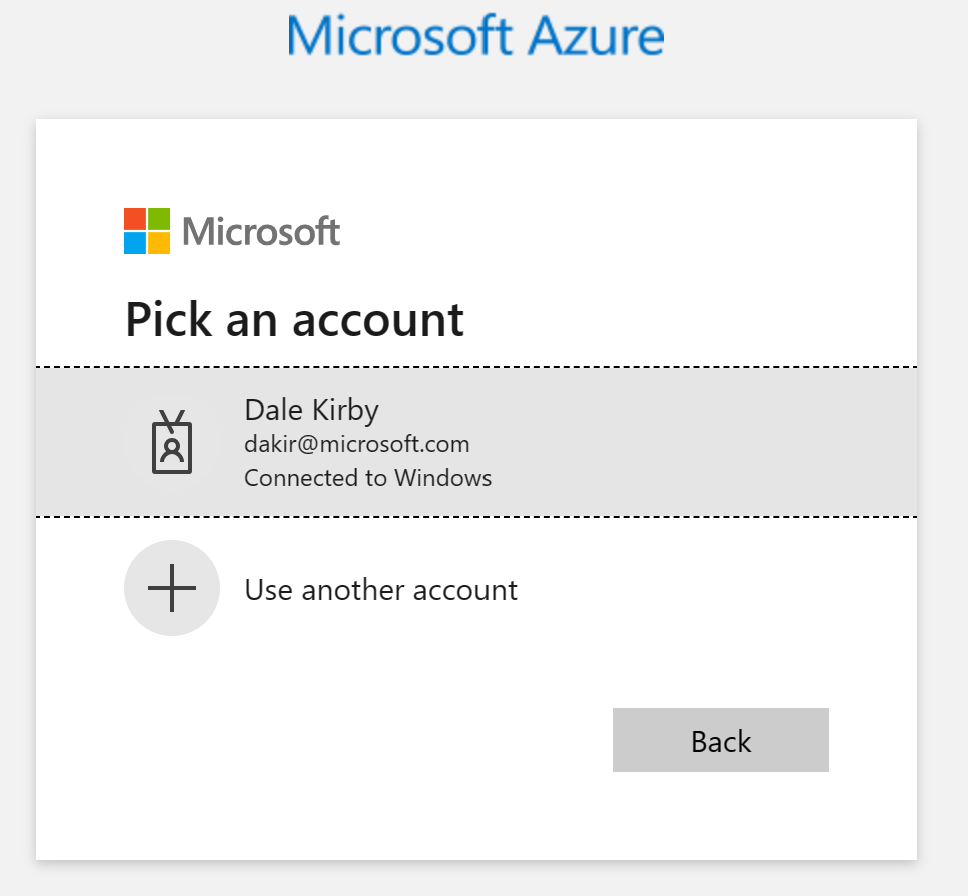 Microsoft Azure
Microsoft
Pick an account
Dale Kirby
dakir@microsoft.com
Connected to Windows
Use another account
Back